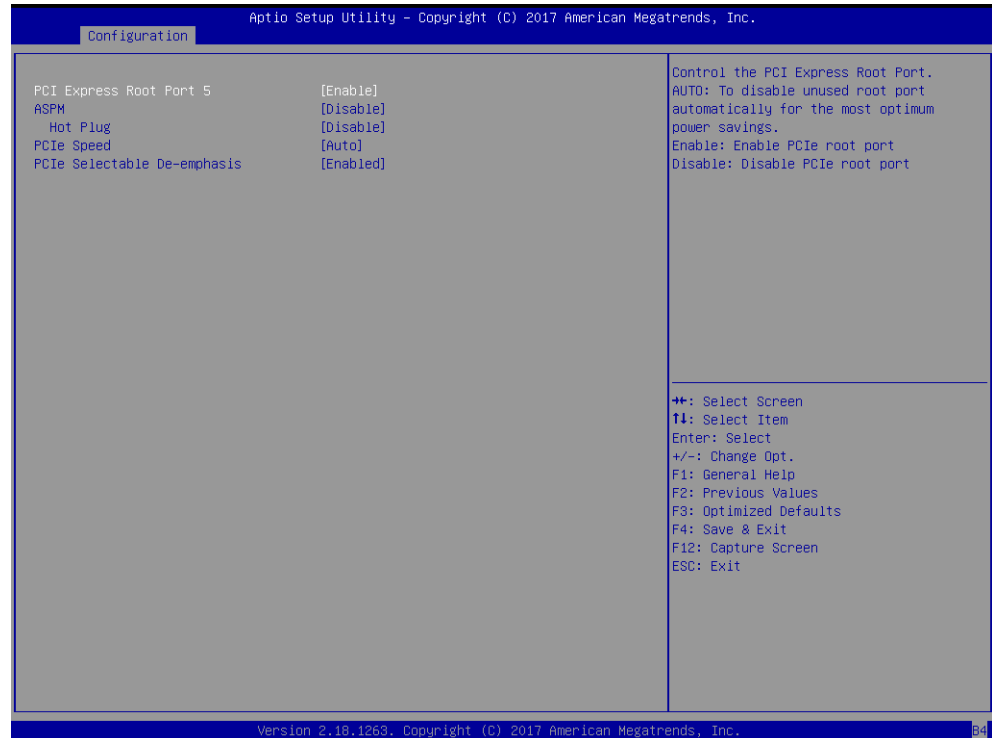 Aptio Setup Utility – Copyright (C) 2017 American Megatrends, Inc.
Configuration
PCI Express Root Port 5 [Enable]
ASPM [Disable]
Hot Plug [Disable]
PCIe Speed [Auto]
PCIe Selectable De-emphasis [Enabled]
Control the PCI Express Root Port.
AUTO: To disable unused root port
automatically for the most optimum
power savings.
Enable: Enable PCIe root port
Disable: Disable PCIe root port
→←: Select Screen
↑↓: Select Item
Enter: Select
+/-: Change Opt.
F1: General Help
F2: Previous Values
F3: Optimized Defaults
F4: Save & Exit
F12: Capture Screen
ESC: Exit
Version 2.18.1263. Copyright (C) 2017 American Megatrends, Inc.
B4